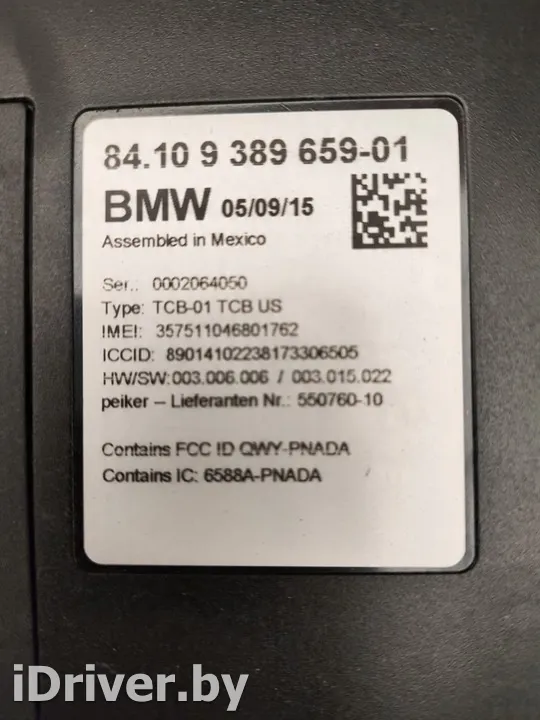 84.10 9 389 659-01
BMW 05/09/15
Assembled in Mexico
Ser.: 0002064050
Type: TCB-01 TCB US
IMEI: 357511046801762
ICCID: 89014102238173306505
HW/SW:003.006.006 / 003.015.022
peiker – Lieferanten Nr.: 550760-10
Contains FCC ID QWY-PNADA
Contains IC: 6588A-PNADA
iDriver.by